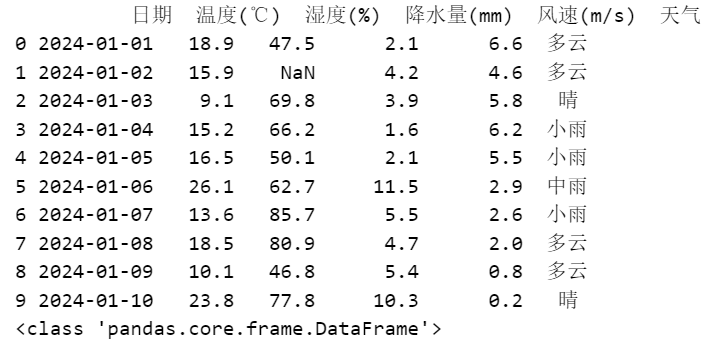 日期 温度(℃) 湿度(%) 降水量(mm) 风速(m/s) 天气
0 2024-01-01 18.9 47.5 2.1 6.6 多云
1 2024-01-02 15.9 NaN 4.2 4.6 多云
2 2024-01-03 9.1 69.8 3.9 5.8 晴
3 2024-01-04 15.2 66.2 1.6 6.2 小雨
4 2024-01-05 16.5 50.1 2.1 5.5 小雨
5 2024-01-06 26.1 62.7 11.5 2.9 中雨
6 2024-01-07 13.6 85.7 5.5 2.6 小雨
7 2024-01-08 18.5 80.9 4.7 2.0 多云
8 2024-01-09 10.1 46.8 5.4 0.8 多云
9 2024-01-10 23.8 77.8 10.3 0.2 晴
<class 'pandas.core.frame.DataFrame'>